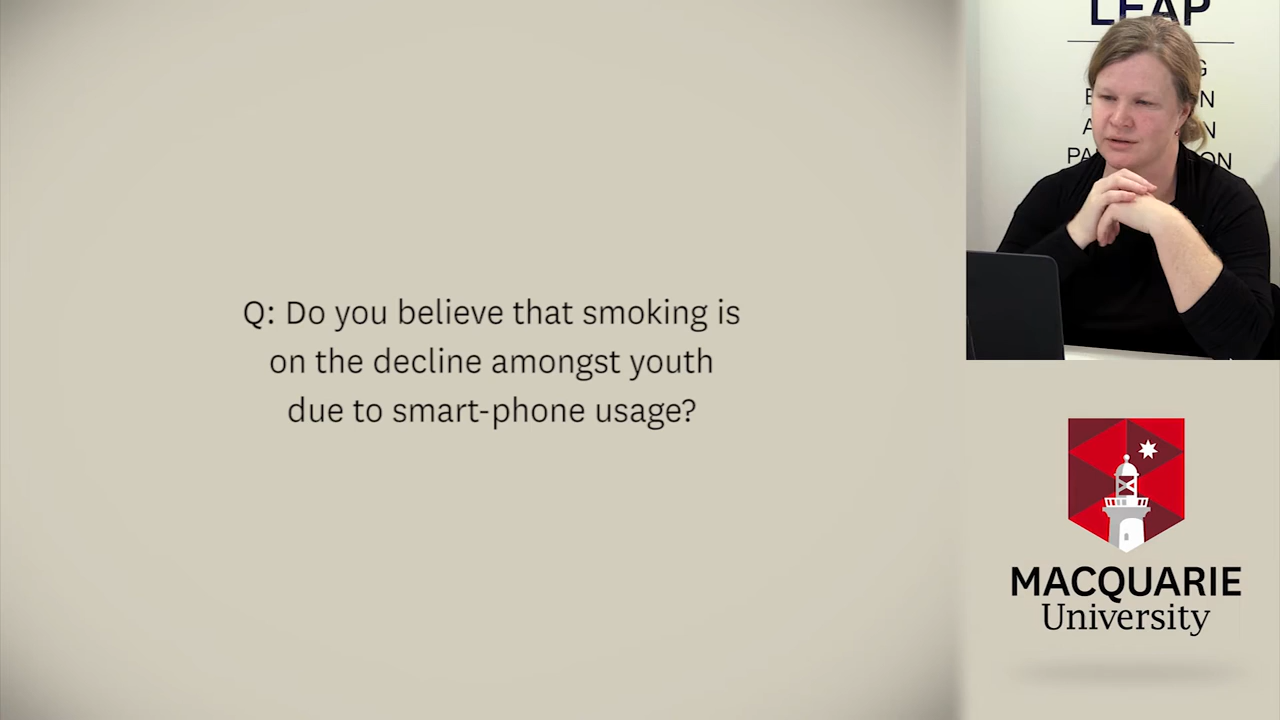 Q: Do you believe that smoking is
on the decline amongst youth
due to smart-phone usage?
LEAP
MACQUARIE
University